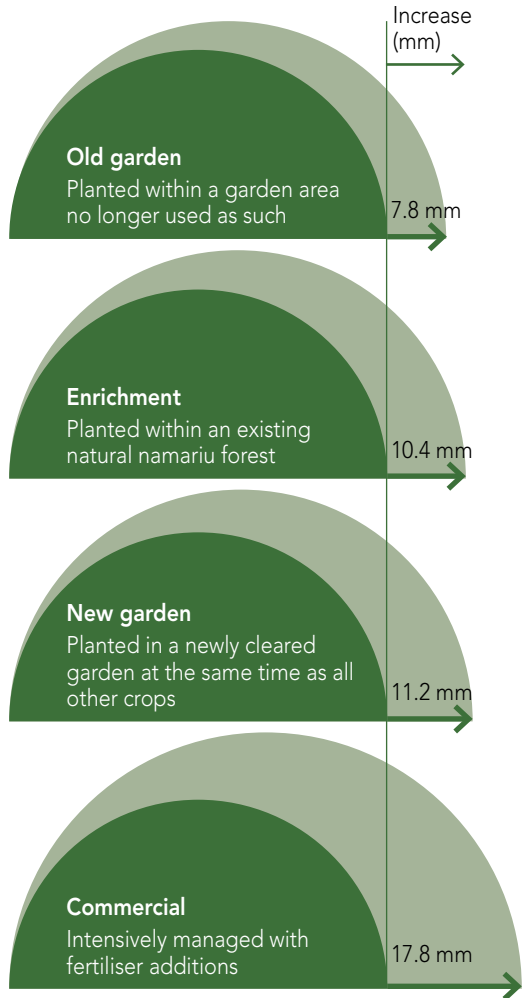 Increase
(mm)
Old garden
Planted within a garden area
no longer used as such
7.8 mm
Enrichment
Planted within an existing
natural namariu forest
10.4 mm
New garden
Planted in a newly cleared
garden at the same time as all
other crops
11.2 mm
Commercial
Intensively managed with
fertiliser additions
17.8 mm